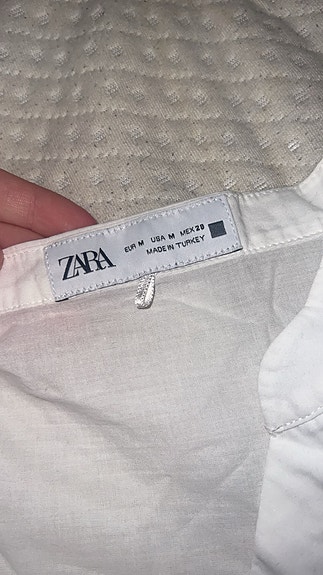 ZARA
EUR M USA M MEX 28
MADE IN TURKEY